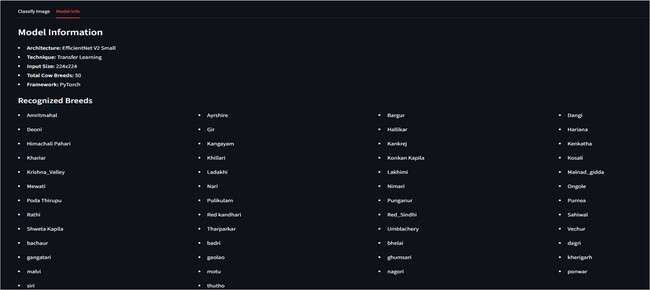 Classify Image Model Info
Model Information
• Architecture: EfficientNet V2 Small
• Technique: Transfer Learning
• Input Size: 224x224
• Total Cow Breeds: 50
• Framework: PyTorch
Recognized Breeds
• Amritmahal • Ayrshire • Bargur • Dangi
• Deoni • Gir • Hallikar • Hariana
• Himachali Pahari • Kangayam • Kankrej • Kenkatha
• Khariar • Khillari • Konkan Kapila • Kosali
• Krishna_Valley • Ladakhi • Lakhimi • Malnad_gidda
• Mewati • Nari • Nimari • Ongole
• Poda Thirupu • Pulikulam • Punganur • Purnea
• Rathi • Red kandhari • Red_Sindhi • Sahiwal
• Shweta Kapila • Tharparkar • Umblachery • Vechur
• bachaur • badri • bhelai • dagri
• gangatari • gaolao • ghumsari • kherigarh
• malvi • motu • nagori • ponwar
• siri • thutho